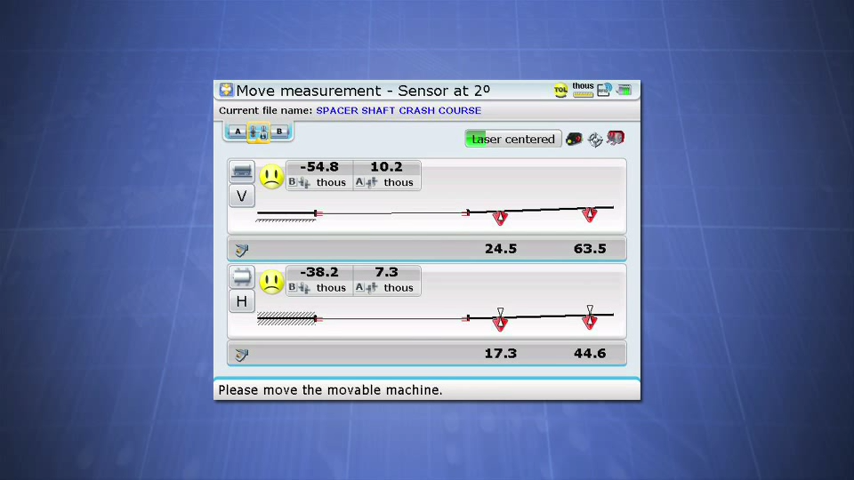 Move measurement - Sensor at 2º
TOL thous
Current file name: SPACER SHAFT CRASH COURSE
A B
Laser centered
-54.8 10.2
V B thous A thous
24.5 63.5
-38.2 7.3
H B thous A thous
17.3 44.6
Please move the movable machine.